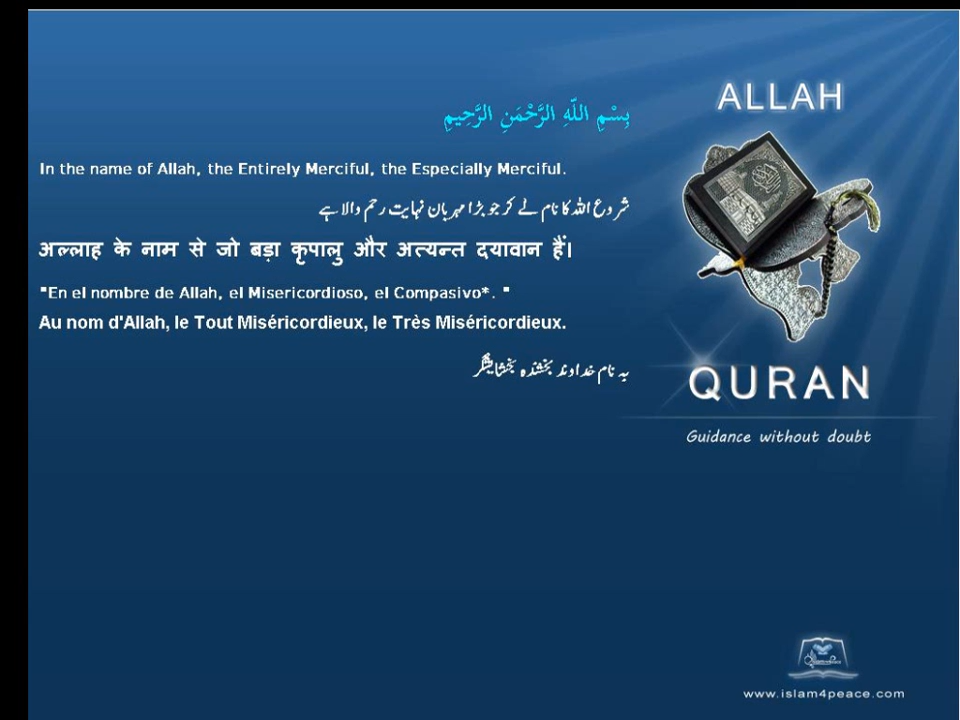 بِسْمِ اللَّهِ الرَّحْمَنِ الرَّحِيمِ
In the name of Allah, the Entirely Merciful, the Especially Merciful.
شروع الله کا نام لے کر جو بڑا مہربان نہایت رحم والا ہے
अल्लाह के नाम से जो बड़ा कृपालु और अत्यन्त दयावान हैं।
"En el nombre de Allah, el Misericordioso, el Compasivo*. "
Au nom d'Allah, le Tout Miséricordieux, le Très Miséricordieux.
به نام خداوند بخشنده بخشایشگر
ALLAH
QURAN
Guidance without doubt
www.islam4peace.com